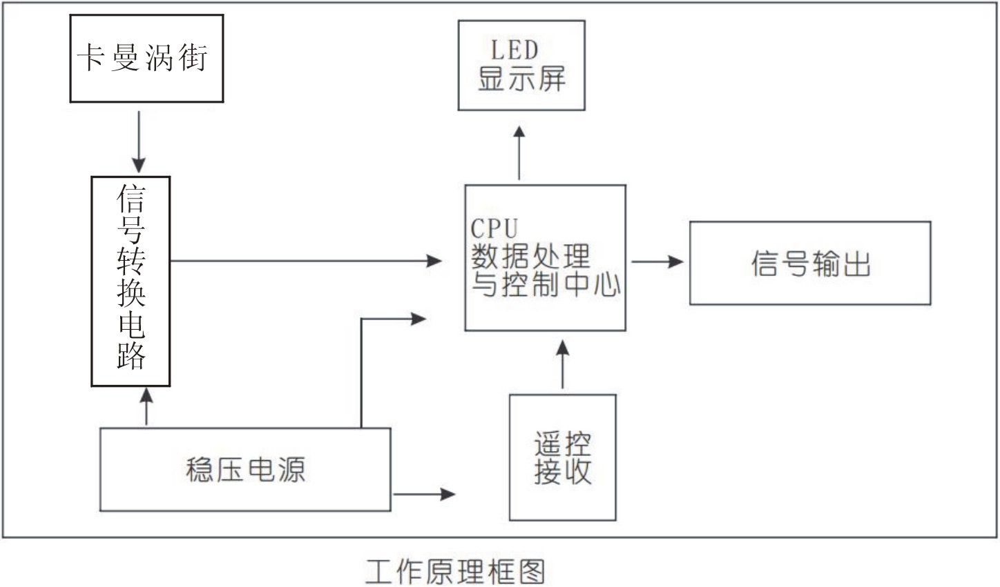 卡曼涡街
LED
显示屏
信号转换电路
CPU
数据处理
与控制中心
信号输出
稳压电源
遥控
接收
工作原理框图